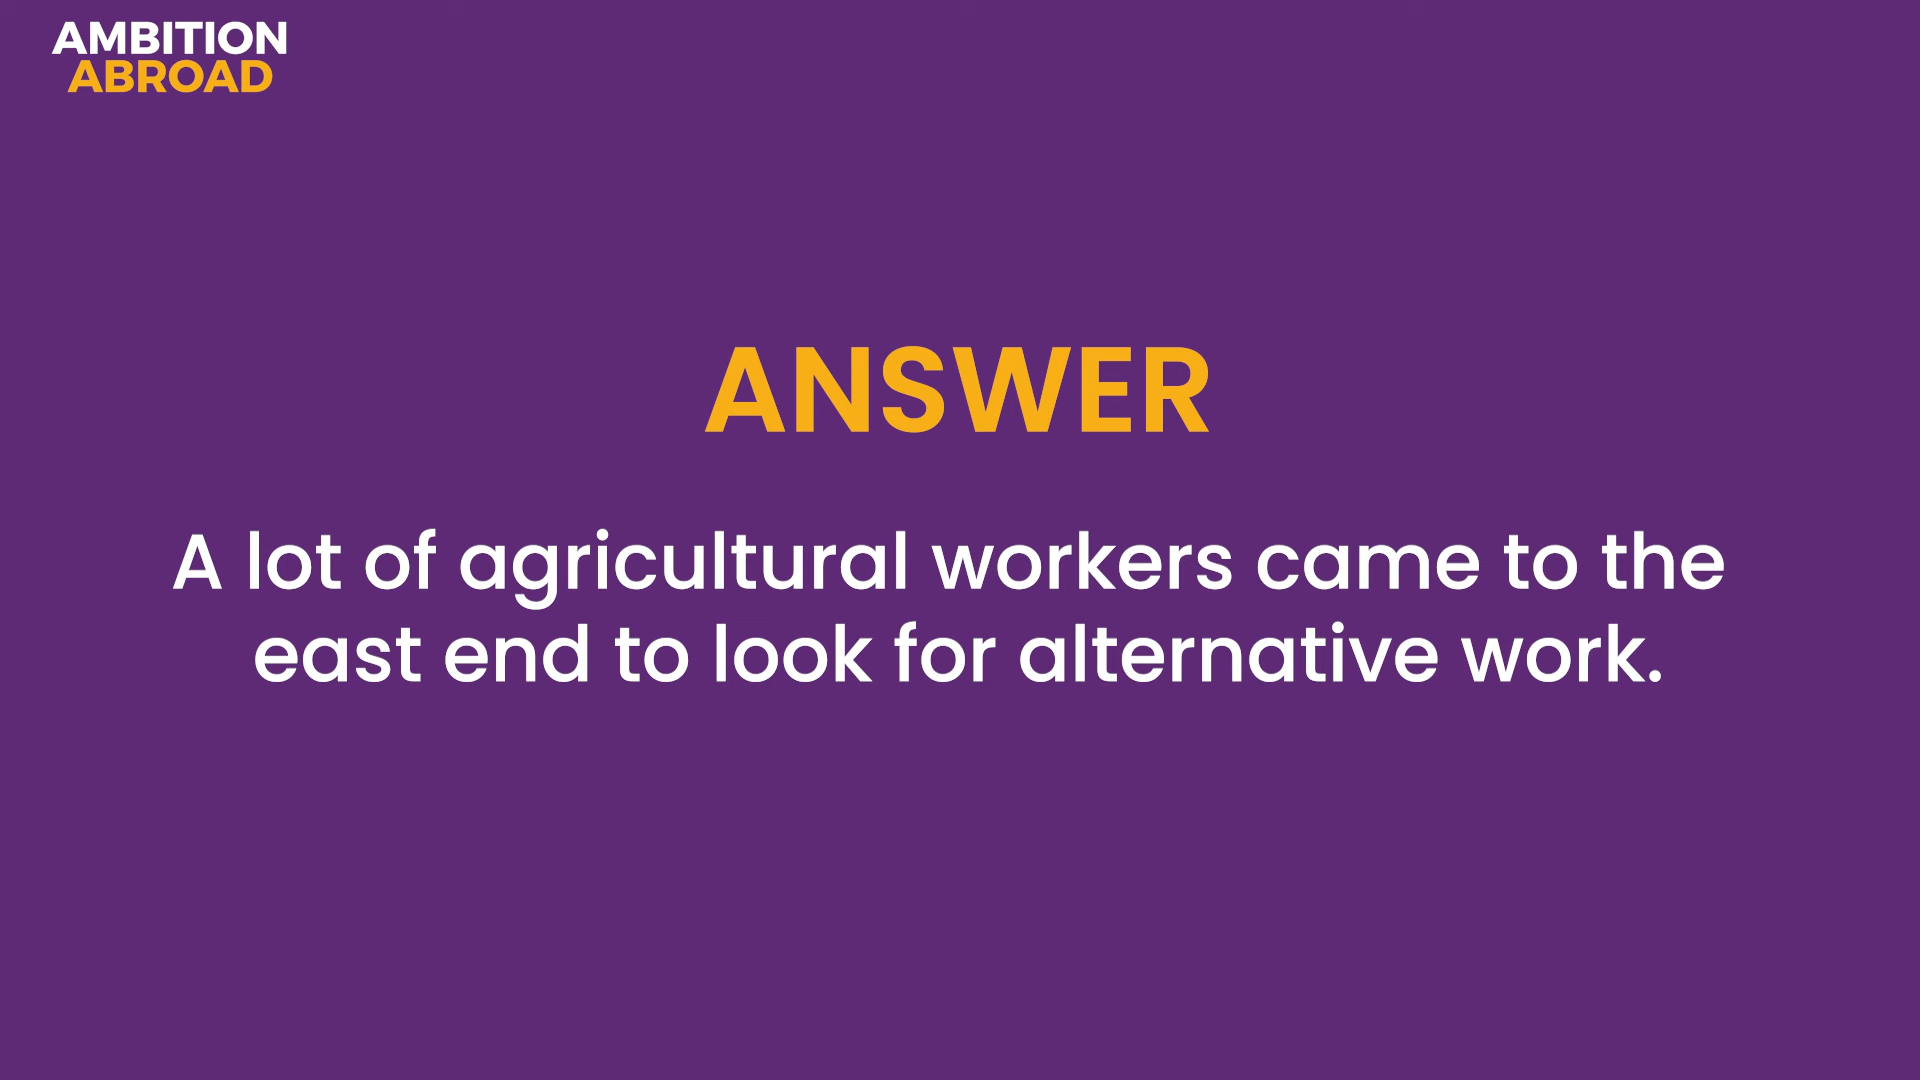 AMBITION
ABROAD
ANSWER
A lot of agricultural workers came to the
east end to look for alternative work.